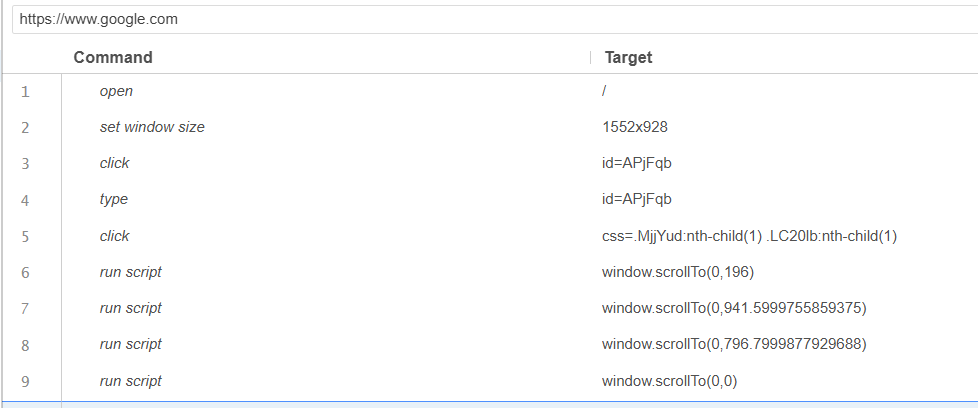 https://www.google.com
Command Target
1 open /
2 set window size 1552x928
3 click id=APjFqb
4 type id=APjFqb
5 click css=.MjjYud:nth-child(1) .LC20lb:nth-child(1)
6 run script window.scrollTo(0,196)
7 run script window.scrollTo(0,941.5999755859375)
8 run script window.scrollTo(0,796.7999877929688)
9 run script window.scrollTo(0,0)